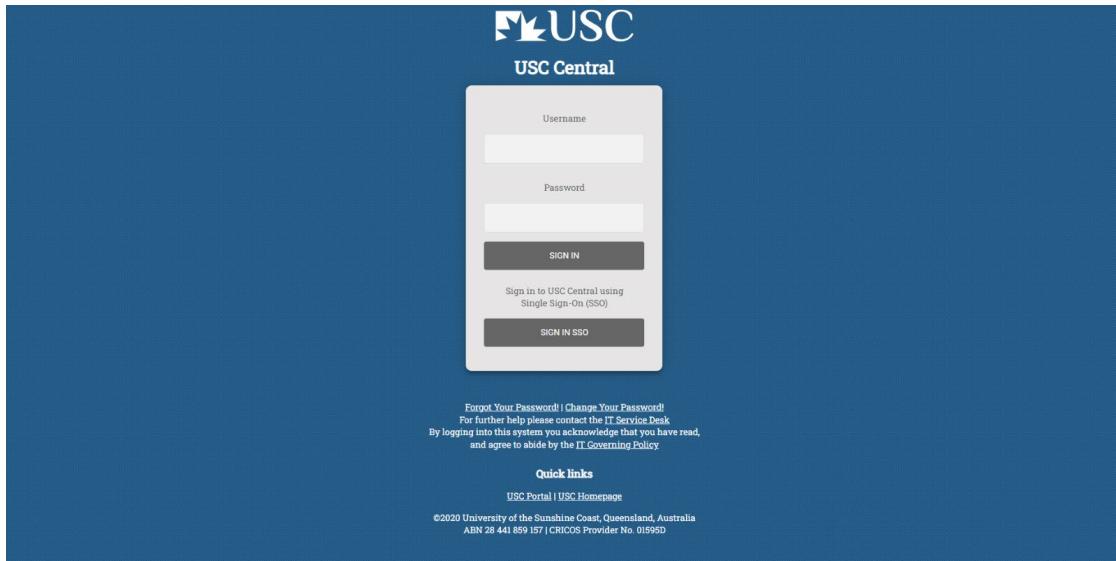 USC
USC Central
Username
Password
SIGN IN
Sign in to USC Central using
Single Sign-On (SSO)
SIGN IN SSO
Forgot Your Password! | Change Your Password!
For further help please contact the IT Service Desk
By logging into this system you acknowledge that you have read,
and agree to abide by the IT Governing Policy
Quick links
USC Portal | USC Homepage
©2020 University of the Sunshine Coast, Queensland, Australia
ABN 28 441 859 157 | CRICOS Provider No. 01595D